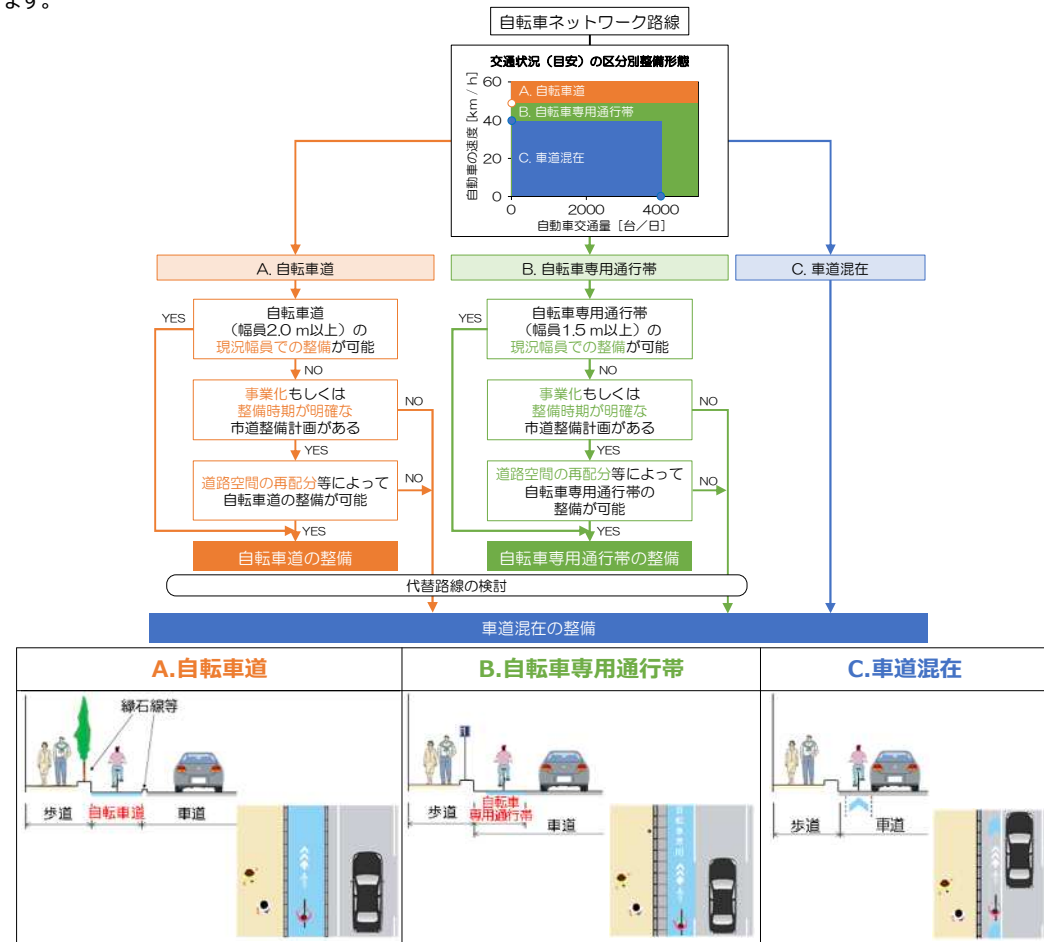 ます。
自転車ネットワーク路線
交通状況（目安）の区分別整備形態
自動車の速度 [km / h]
60
40
20
0
A. 自転車道
B. 自転車専用通行帯
C. 車道混在
0
2000
4000
自動車交通量 [台／日]
A. 自転車道
B. 自転車専用通行帯
C. 車道混在
YES
自転車道
（幅員2.0 m以上）の
現況幅員での整備が可能
NO
事業化もしくは
整備時期が明確な
市道整備計画がある
NO
YES
道路空間の再配分等によって
自転車道の整備が可能
NO
YES
自転車道の整備
YES
自転車専用通行帯
（幅員1.5 m以上）の
現況幅員での整備が可能
NO
事業化もしくは
整備時期が明確な
市道整備計画がある
NO
YES
道路空間の再配分等によって
自転車専用通行帯の
整備が可能
NO
YES
自転車専用通行帯の整備
代替路線の検討
車道混在の整備
A.自転車道
B.自転車専用通行帯
C.車道混在
縁石線等
歩道
自転車道
車道
歩道
自転車
専用通行帯
車道
自転車専用
歩道
車道